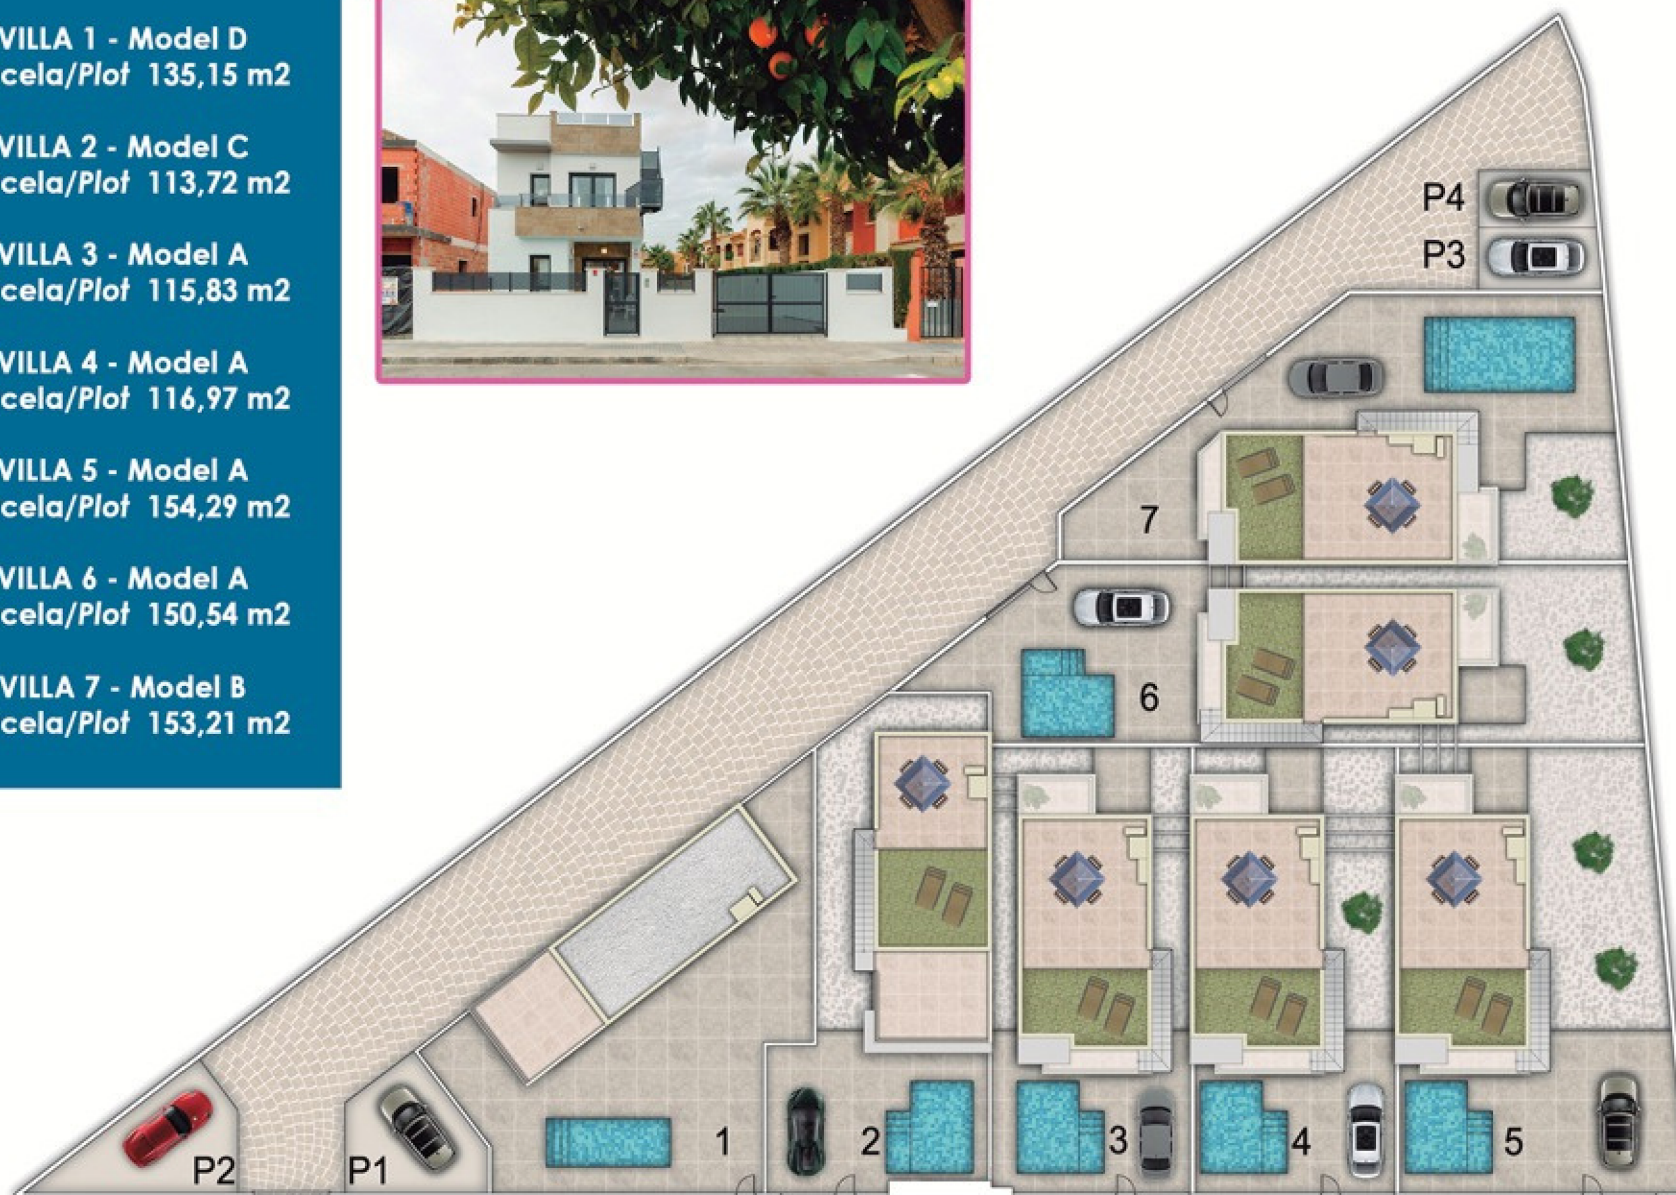 VILLA 1 - Model D
cela/Plot 135,15 m2
VILLA 2 - Model C
cela/Plot 113,72 m2
VILLA 3 - Model A
cela/Plot 115,83 m2
VILLA 4 - Model A
cela/Plot 116,97 m2
VILLA 5 - Model A
cela/Plot 154,29 m2
VILLA 6 - Model A
cela/Plot 150,54 m2
VILLA 7 - Model B
cela/Plot 153,21 m2
P4
P3
7
6
1
2
3
4
5
P2
P1